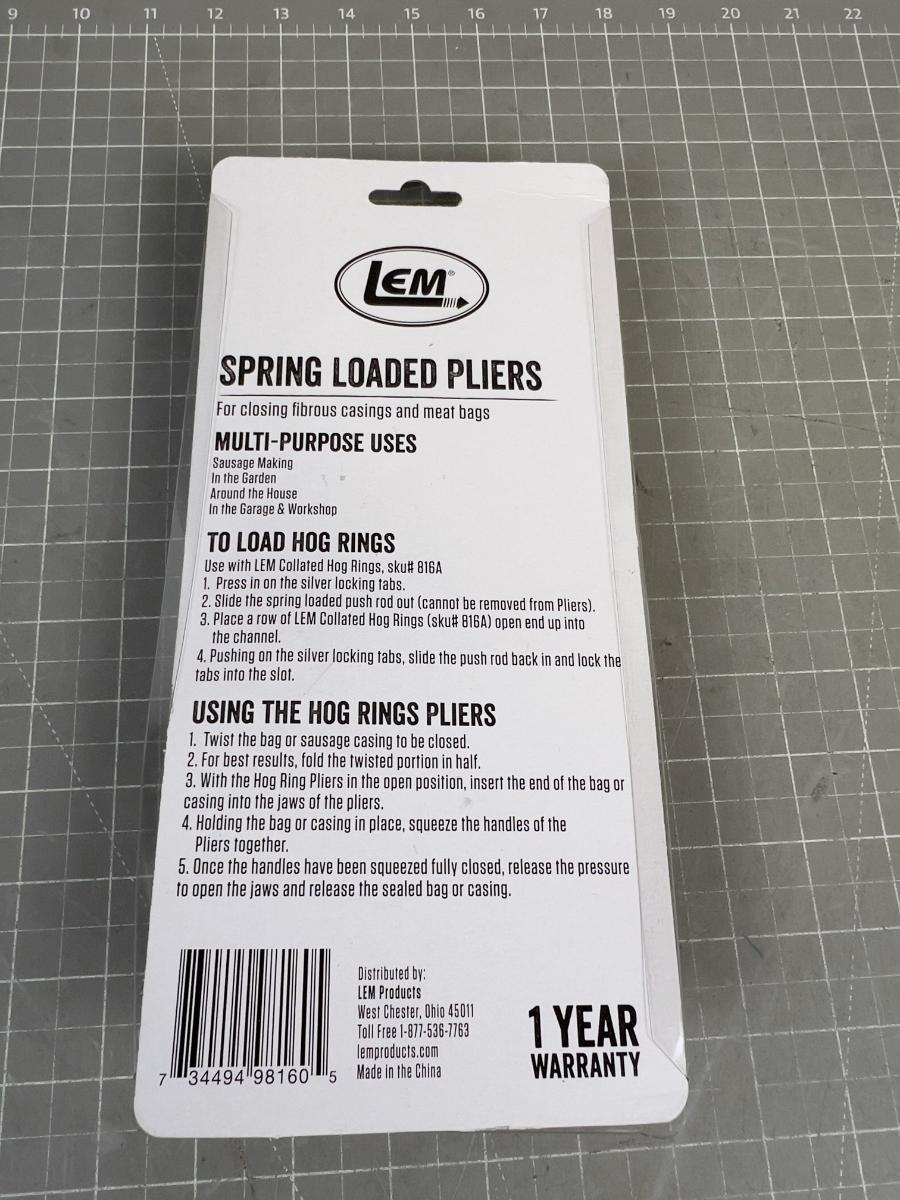 9 10 11 12 13 14 15 16 17 18 19 20 21 22
LEM®
SPRING LOADED PLIERS
For closing fibrous casings and meat bags
MULTI-PURPOSE USES
Sausage Making
In the Garden
Around the House
In the Garage & Workshop
TO LOAD HOG RINGS
Use with LEM Collated Hog Rings, sku# 816A
1. Press in on the silver locking tabs.
2. Slide the spring loaded push rod out (cannot be removed from Pliers).
3. Place a row of LEM Collated Hog Rings (sku# 816A) open end up into
the channel.
4. Pushing on the silver locking tabs, slide the push rod back in and lock the
tabs into the slot.
USING THE HOG RINGS PLIERS
1. Twist the bag or sausage casing to be closed.
2. For best results, fold the twisted portion in half.
3. With the Hog Ring Pliers in the open position, insert the end of the bag or
casing into the jaws of the pliers.
4. Holding the bag or casing in place, squeeze the handles of the
Pliers together.
5. Once the handles have been squeezed fully closed, release the pressure
to open the jaws and release the sealed bag or casing.
7 34494 98160 5
Distributed by:
LEM Products
West Chester, Ohio 45011
Toll Free 1-877-536-7763
lemproducts.com
Made in the China
1 YEAR
WARRANTY